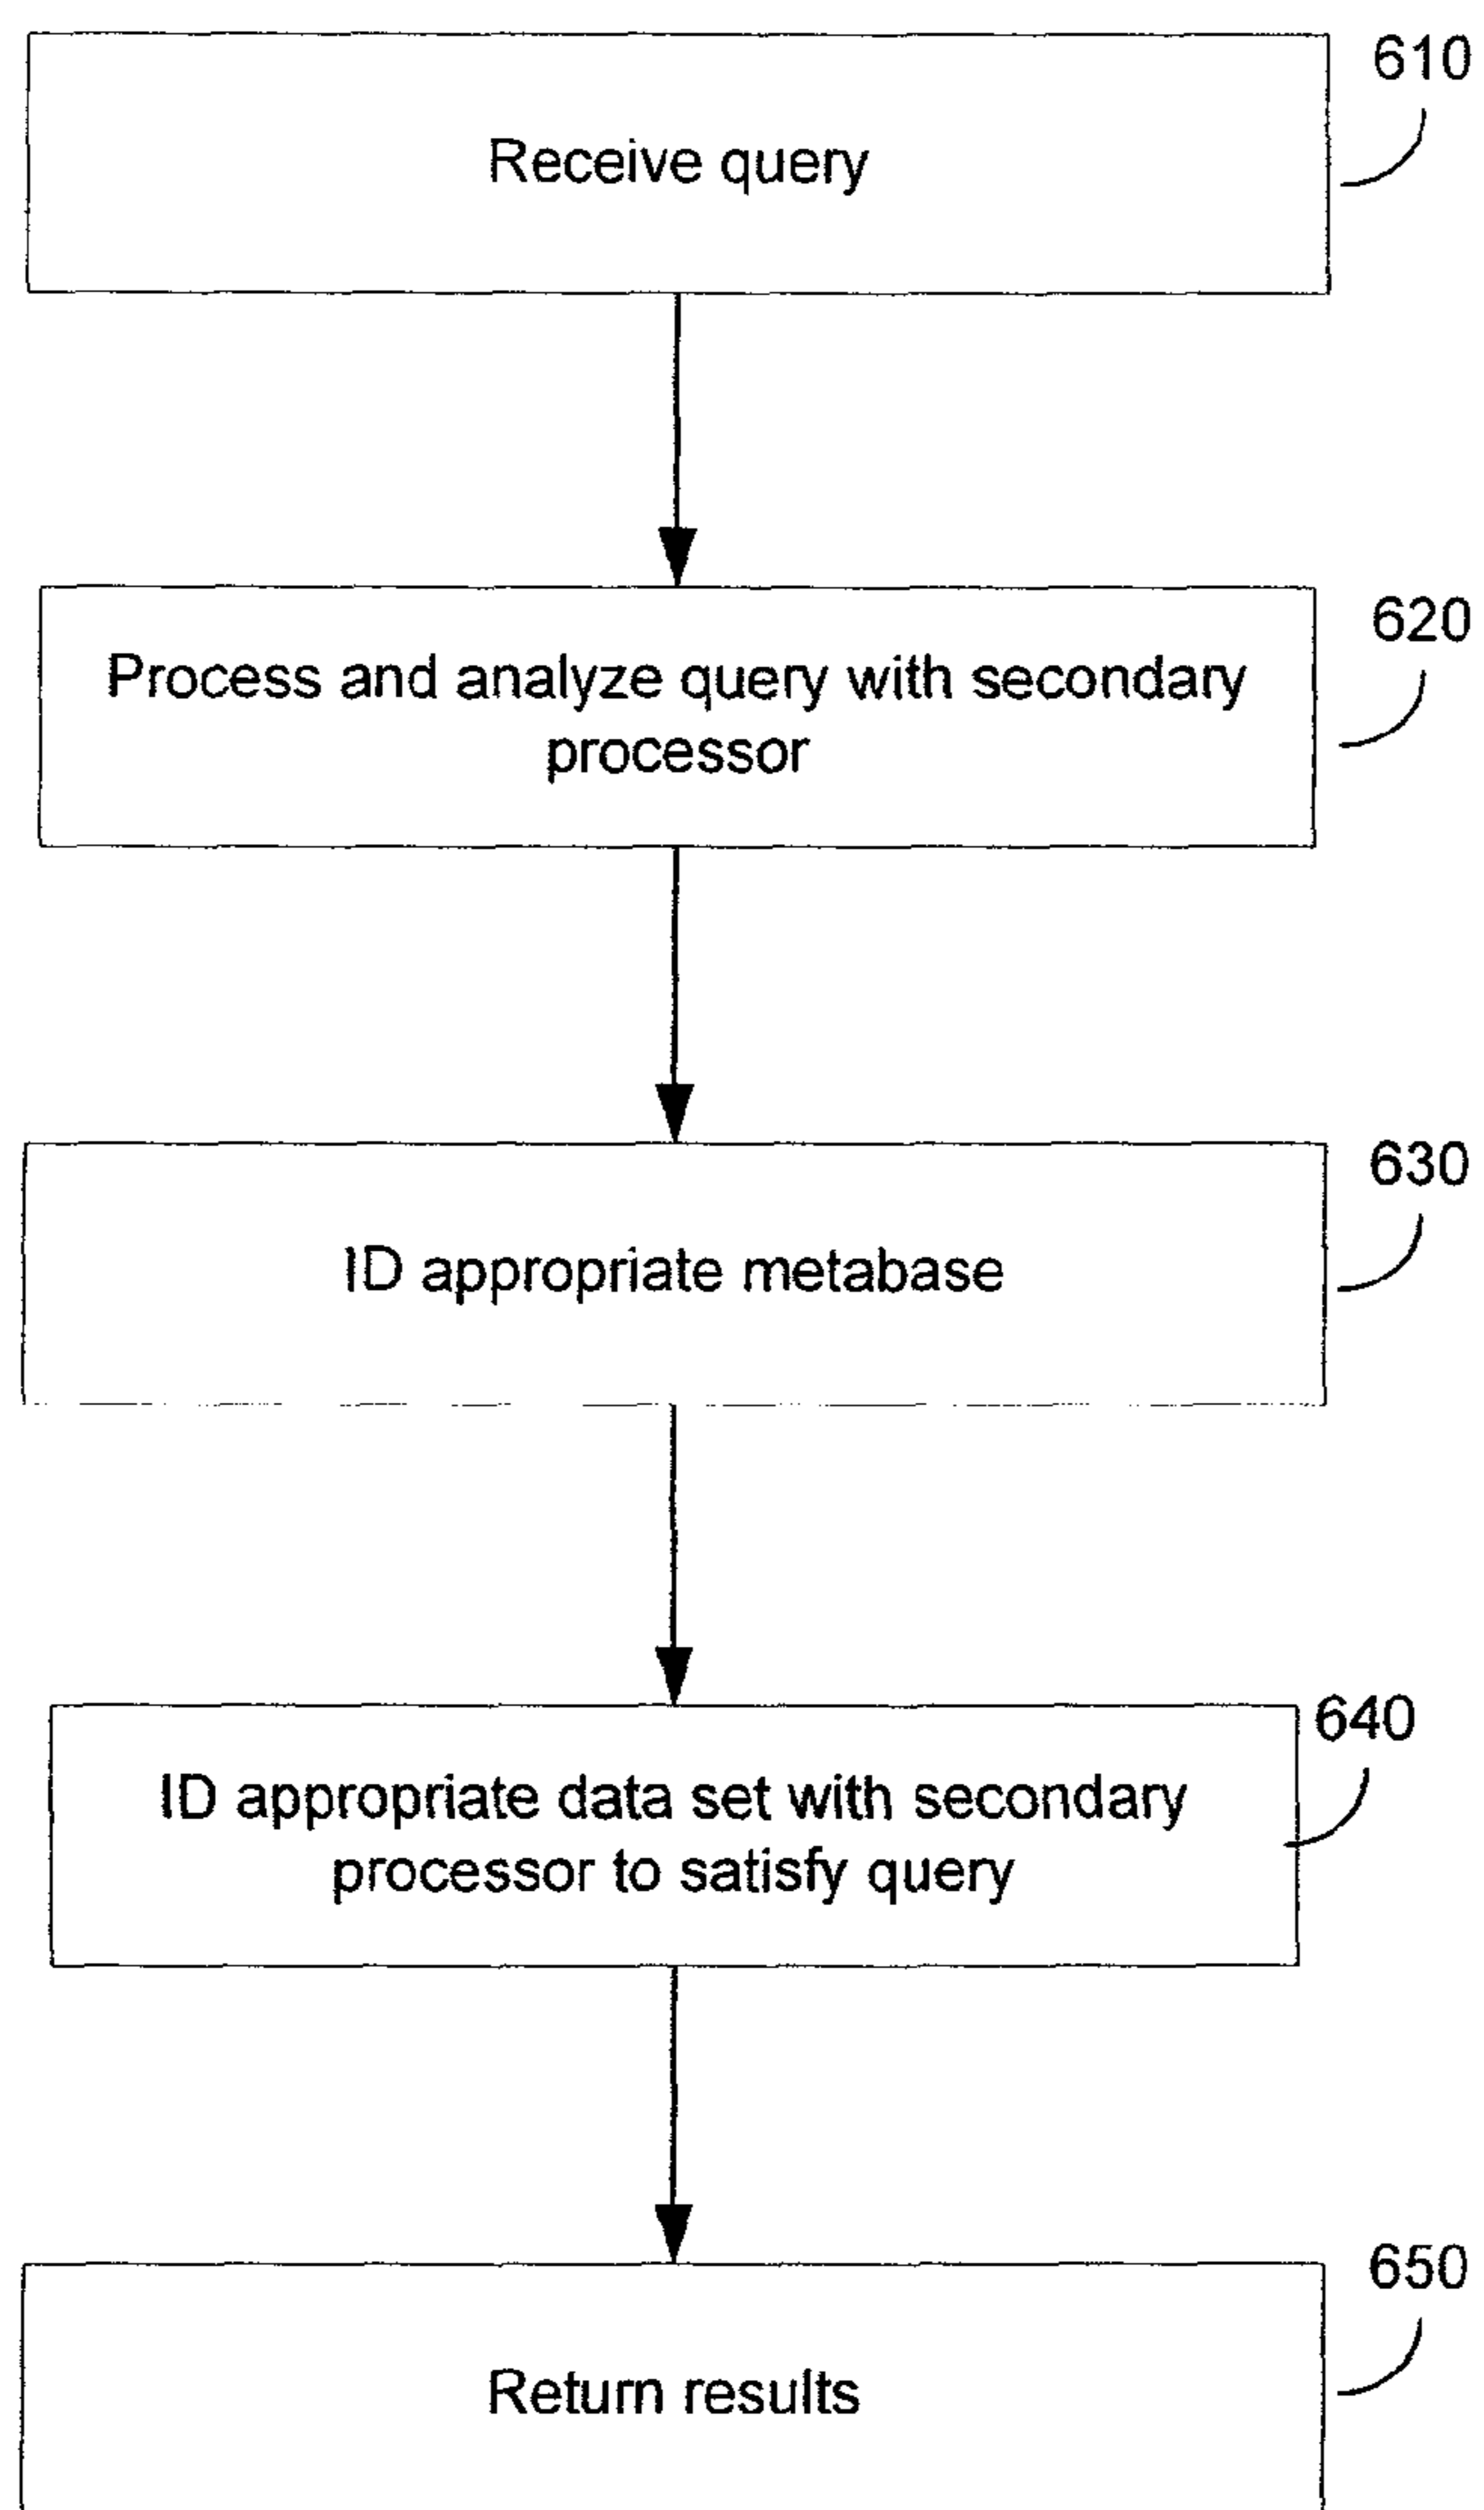 610
Receive query
620
Process and analyze query with secondary
processor
630
ID appropriate metabase
640
ID appropriate data set with secondary
processor to satisfy query
650
Return results